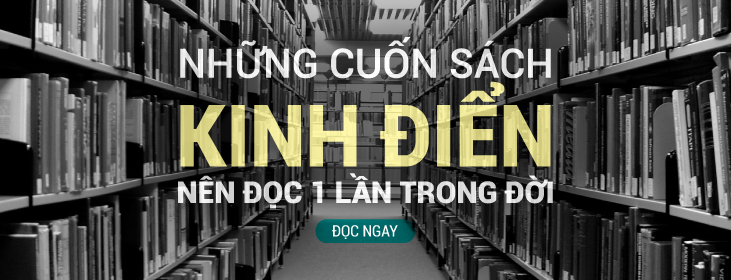 NHỮNG CUỐN SÁCH
KINH ĐIỂN
NÊN ĐỌC 1 LẦN TRONG ĐỜI
ĐỌC NGAY